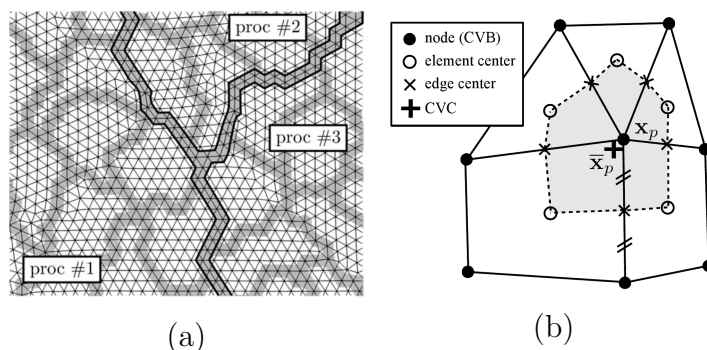 proc #2
proc #3
proc #1
(a)
node (CVB)
element center
edge center
CVC
x_p
x̅_p
(b)